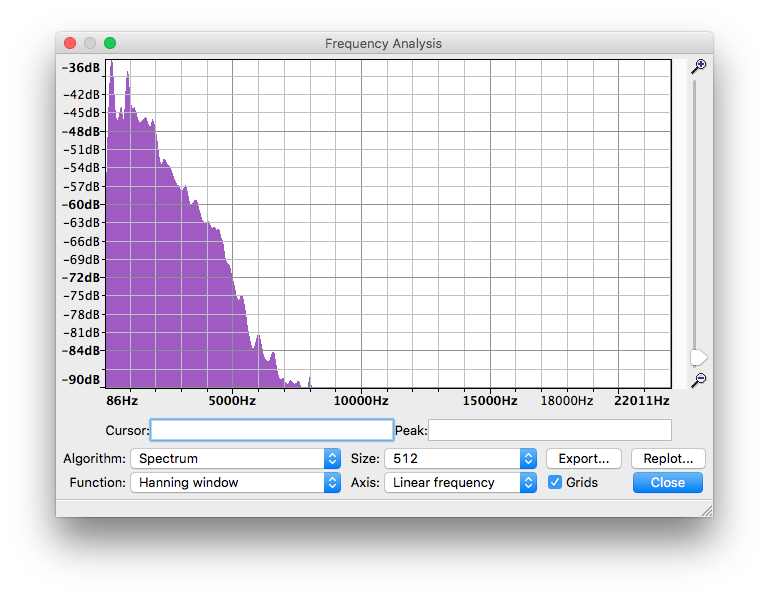 Frequency Analysis
-36dB
-42dB
-45dB
-48dB
-51dB
-54dB
-57dB
-60dB
-63dB
-66dB
-69dB
-72dB
-75dB
-78dB
-81dB
-84dB
-90dB
86Hz 5000Hz 10000Hz 15000Hz 18000Hz 22011Hz
Cursor: Peak:
Algorithm: Spectrum Size: 512 Export... Replot...
Function: Hanning window Axis: Linear frequency Grids Close